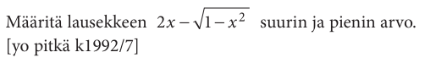 Määritä lausekkeen 2x − √(1 − x²) suurin ja pienin arvo.
[yo pitkä k1992/7]